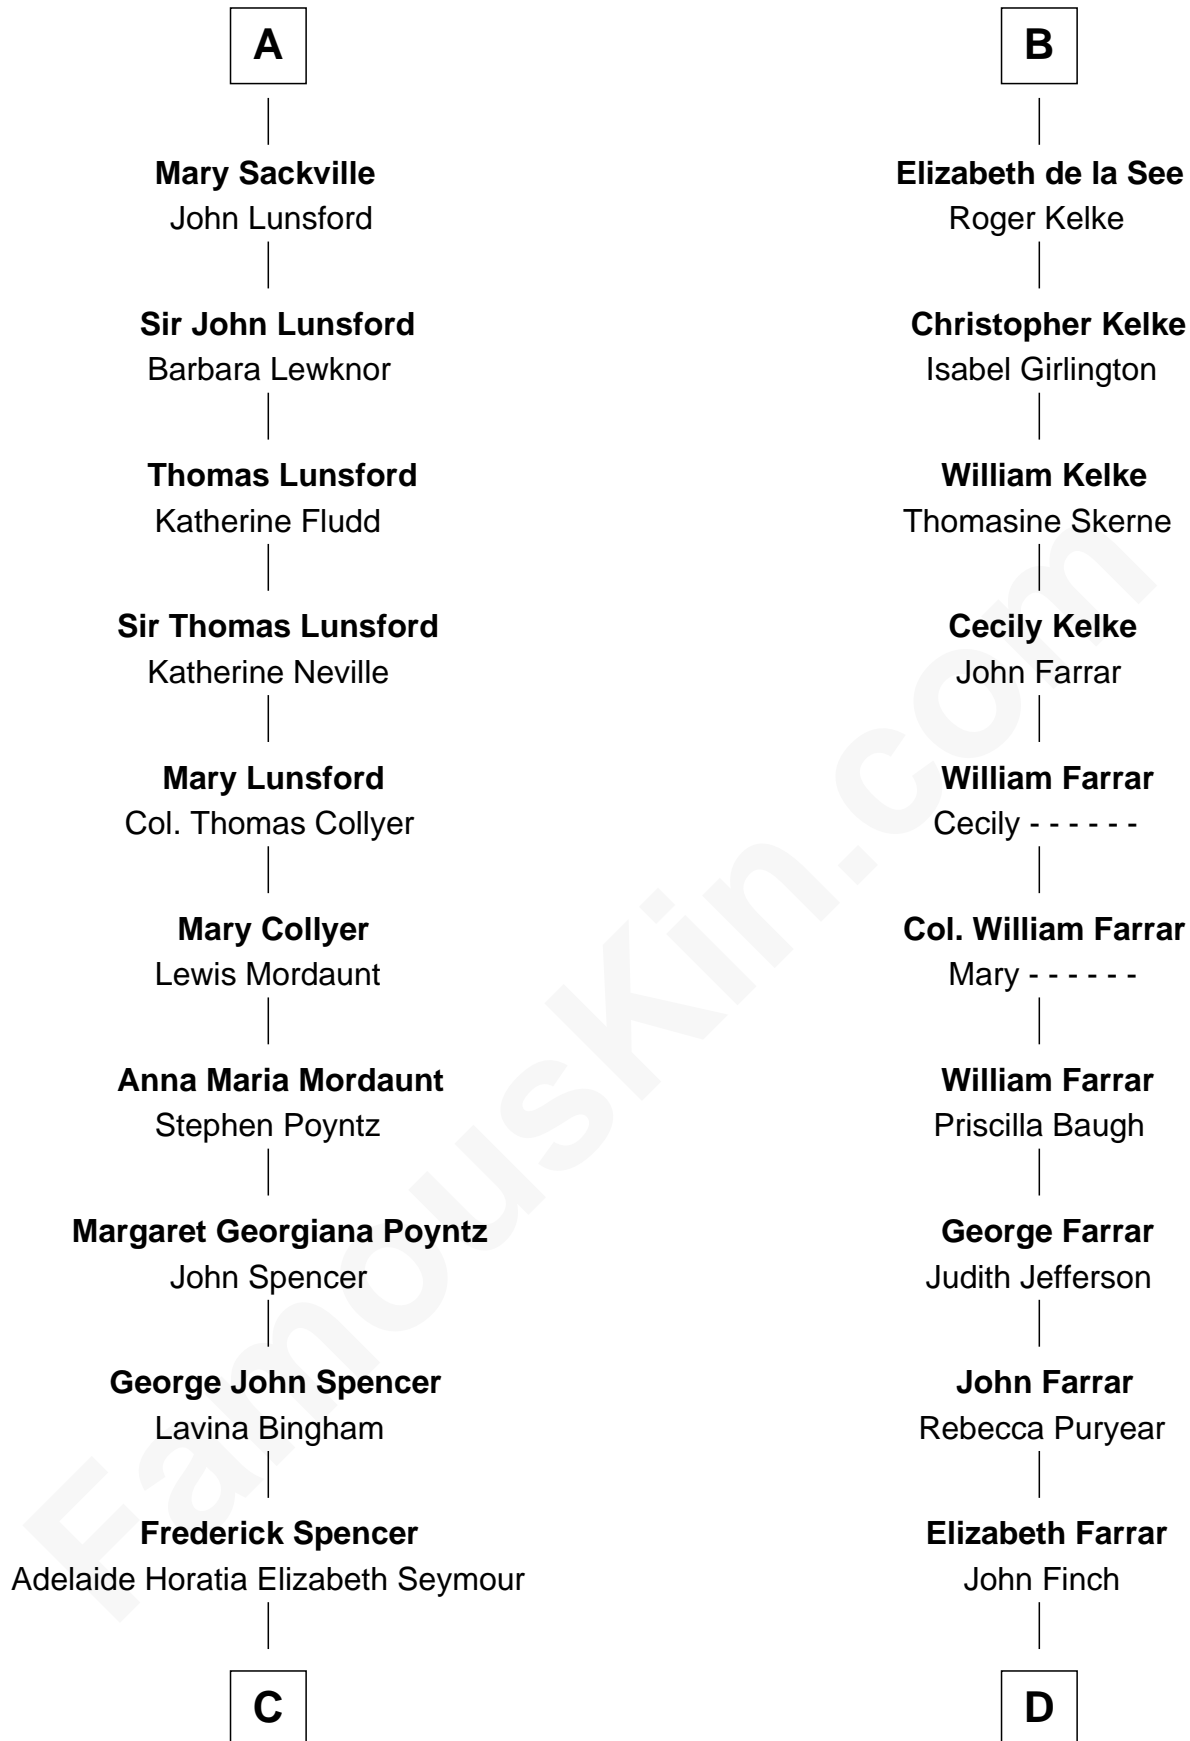 A
Mary Sackville
John Lunsford
Sir John Lunsford
Barbara Lewknor
Thomas Lunsford
Katherine Fludd
Sir Thomas Lunsford
Katherine Neville
Mary Lunsford
Col. Thomas Collyer
Mary Collyer
Lewis Mordaunt
Anna Maria Mordaunt
Stephen Poyntz
Margaret Georgiana Poyntz
John Spencer
George John Spencer
Lavina Bingham
Frederick Spencer
Adelaide Horatia Elizabeth Seymour
C
B
Elizabeth de la See
Roger Kelke
Christopher Kelke
Isabel Girlington
William Kelke
Thomasine Skerne
Cecily Kelke
John Farrar
William Farrar
Cecily - - - - - -
Col. William Farrar
Mary - - - - - -
William Farrar
Priscilla Baugh
George Farrar
Judith Jefferson
John Farrar
Rebecca Puryear
Elizabeth Farrar
John Finch
D
FamousKin.com